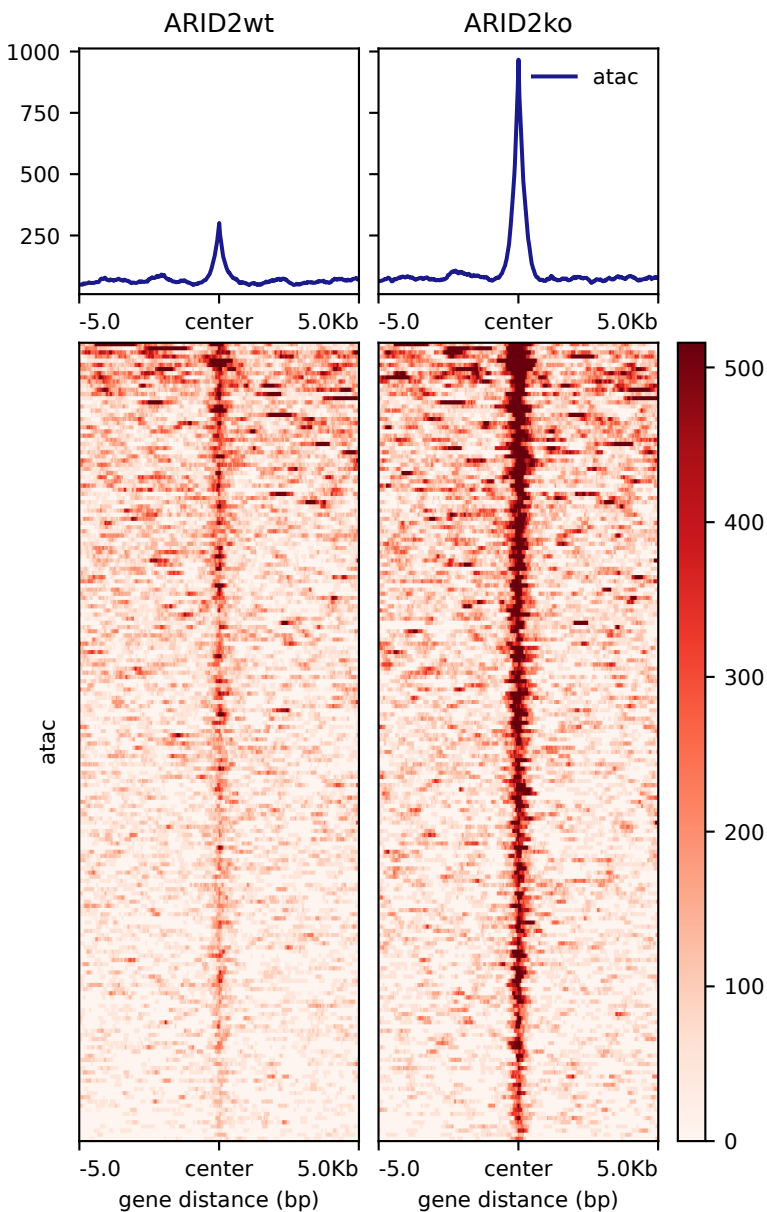 ARID2wt ARID2ko
1000
750
500
250
atac
-5.0 center 5.0Kb -5.0 center 5.0Kb
500
400
300
200
100
0
atac
-5.0 center 5.0Kb -5.0 center 5.0Kb
gene distance (bp) gene distance (bp)